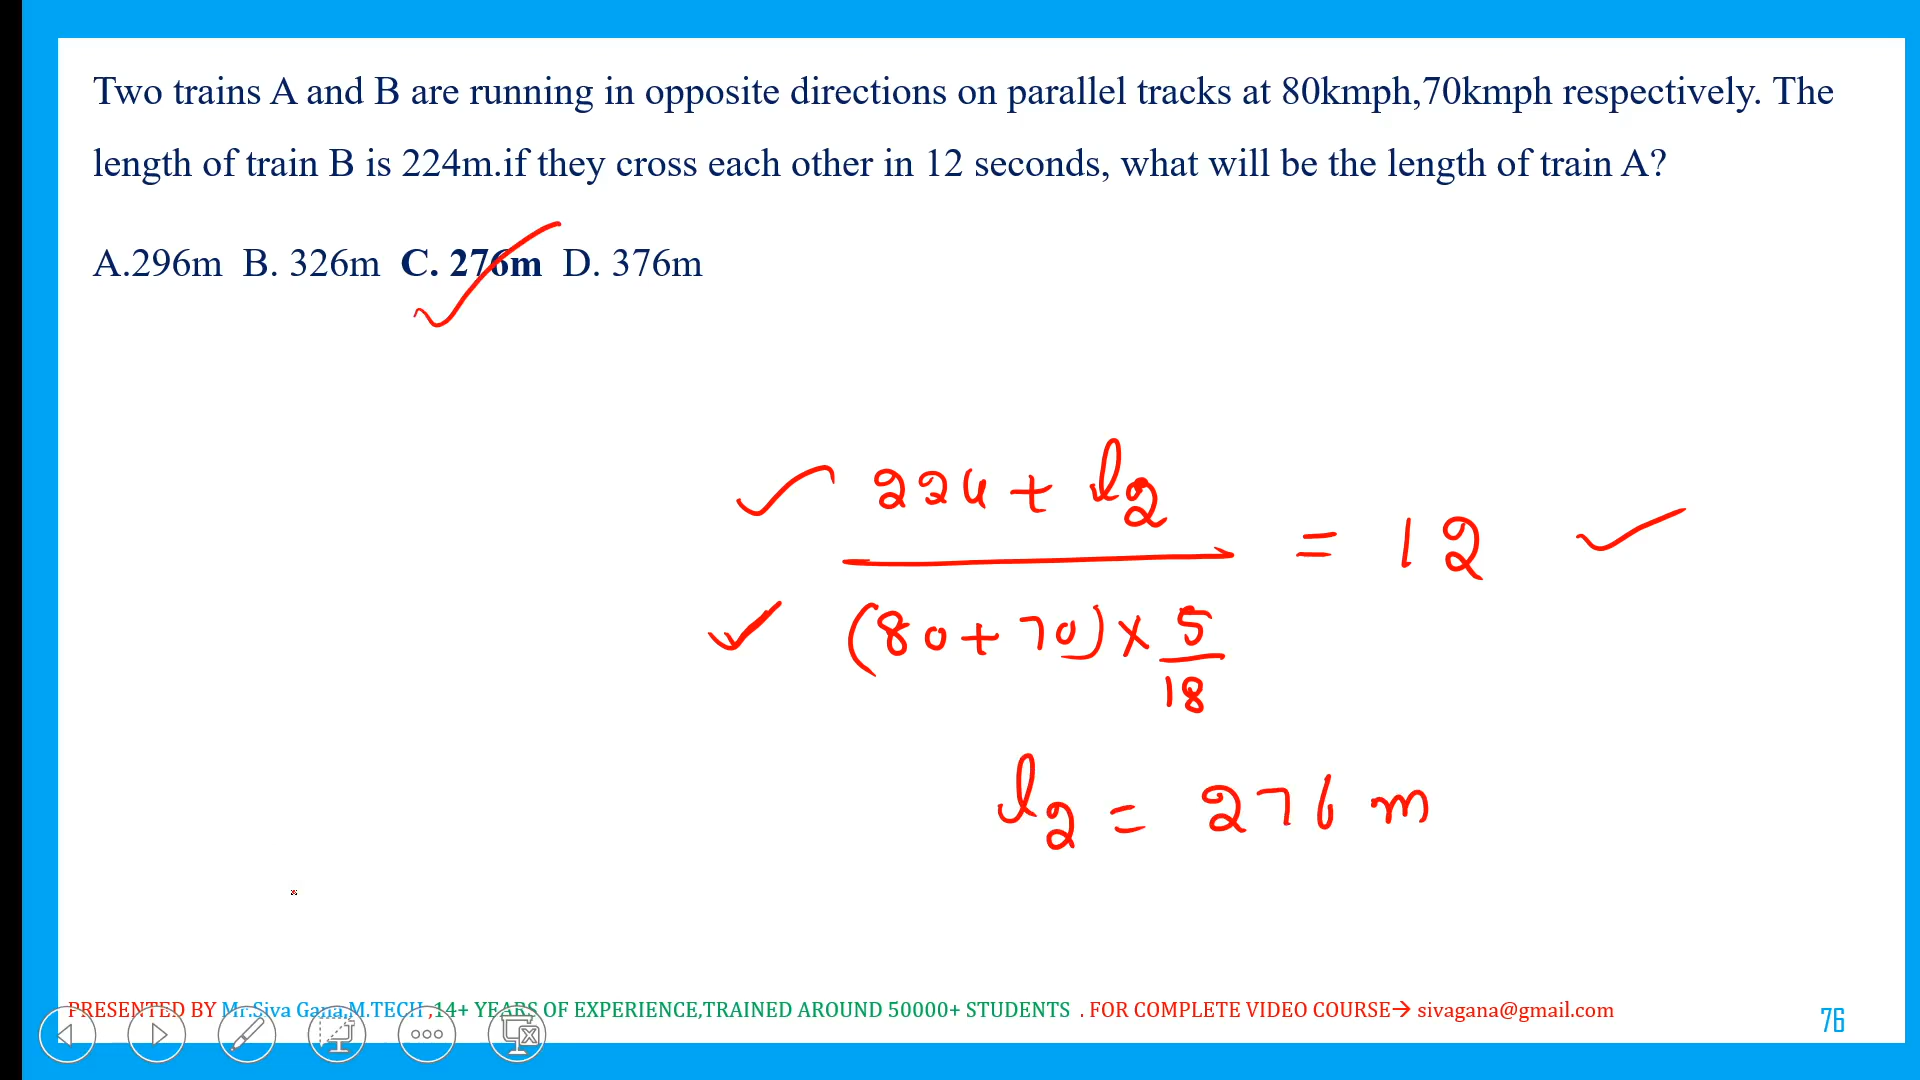 Two trains A and B are running in opposite directions on parallel tracks at 80kmph,70kmph respectively. The
length of train B is 224m.if they cross each other in 12 seconds, what will be the length of train A?
A.296m B. 326m C. 276m D. 376m
224 + l2
= 12
(80+70) × 5
18
l2 = 276 m
PRESENTED BY Mr.Siva Gana,M.TECH ,14+ YEARS OF EXPERIENCE,TRAINED AROUND 50000+ STUDENTS . FOR COMPLETE VIDEO COURSE→ sivagana@gmail.com
76